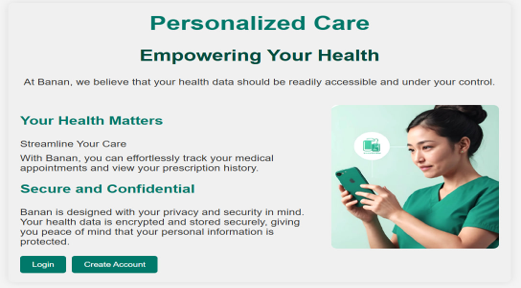 Personalized Care
Empowering Your Health
At Banan, we believe that your health data should be readily accessible and under your control.
Your Health Matters
Streamline Your Care
With Banan, you can effortlessly track your medical
appointments and view your prescription history.
Secure and Confidential
Banan is designed with your privacy and security in mind.
Your health data is encrypted and stored securely, giving
you peace of mind that your personal information is
protected.
Login
Create Account